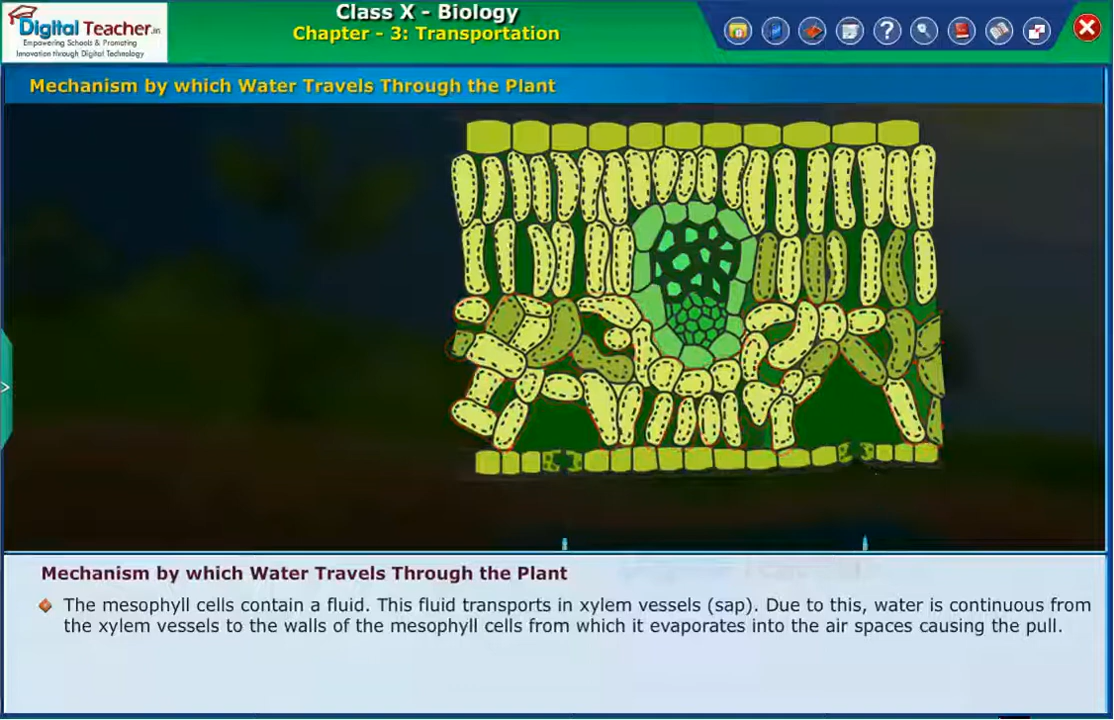 Digital Teacher.in
Empowering Schools & Promoting
Innovation through Digital Technology
Class X - Biology
Chapter - 3: Transportation
?
Mechanism by which Water Travels Through the Plant
>
Mechanism by which Water Travels Through the Plant
The mesophyll cells contain a fluid. This fluid transports in xylem vessels (sap). Due to this, water is continuous from
the xylem vessels to the walls of the mesophyll cells from which it evaporates into the air spaces causing the pull.